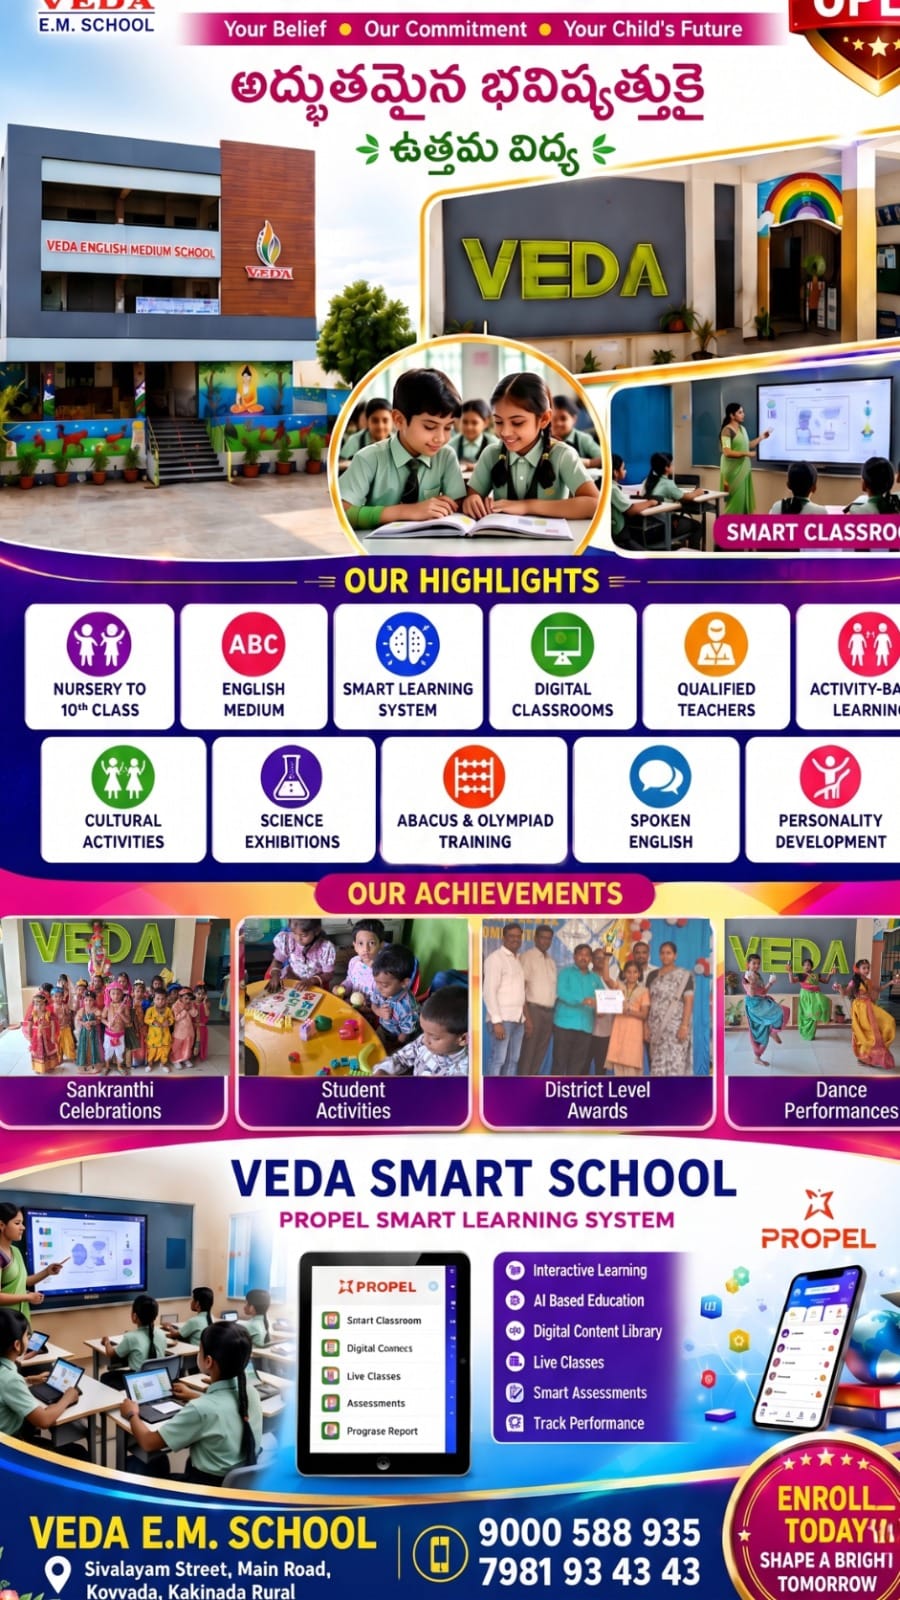 VEDA
E.M. SCHOOL
Your Belief • Our Commitment • Your Child's Future
అద్భుతమైన భవిష్యత్తుకై
ఉత్తమ విద్య
VEDA ENGLISH MEDIUM SCHOOL
VEDA
VEDA
SMART CLASSRO
OUR HIGHLIGHTS
NURSERY TO
10th CLASS
ABC
ENGLISH
MEDIUM
SMART LEARNING
SYSTEM
DIGITAL
CLASSROOMS
QUALIFIED
TEACHERS
ACTIVITY-BA
LEARNING
CULTURAL
ACTIVITIES
SCIENCE
EXHIBITIONS
ABACUS & OLYMPIAD
TRAINING
SPOKEN
ENGLISH
PERSONALITY
DEVELOPMENT
OUR ACHIEVEMENTS
VEDA
VEDA
Sankranthi
Celebrations
Student
Activities
District Level
Awards
Dance
Performances
VEDA SMART SCHOOL
PROPEL SMART LEARNING SYSTEM
PROPEL
PROPEL
Smart Classroom
Digital
Live Classes
Assessments
Prograse Report
Interactive Learning
AI Based Education
Digital Content Library
Live Classes
Smart Assessments
Track Performance
VEDA E.M. SCHOOL
Sivalayam Street, Main Road,
Kovvada, Kakinada Rural
9000 588 935
7981 93 43 43
ENROLL
TODAY
SHAPE A BRIGHT
TOMORROW